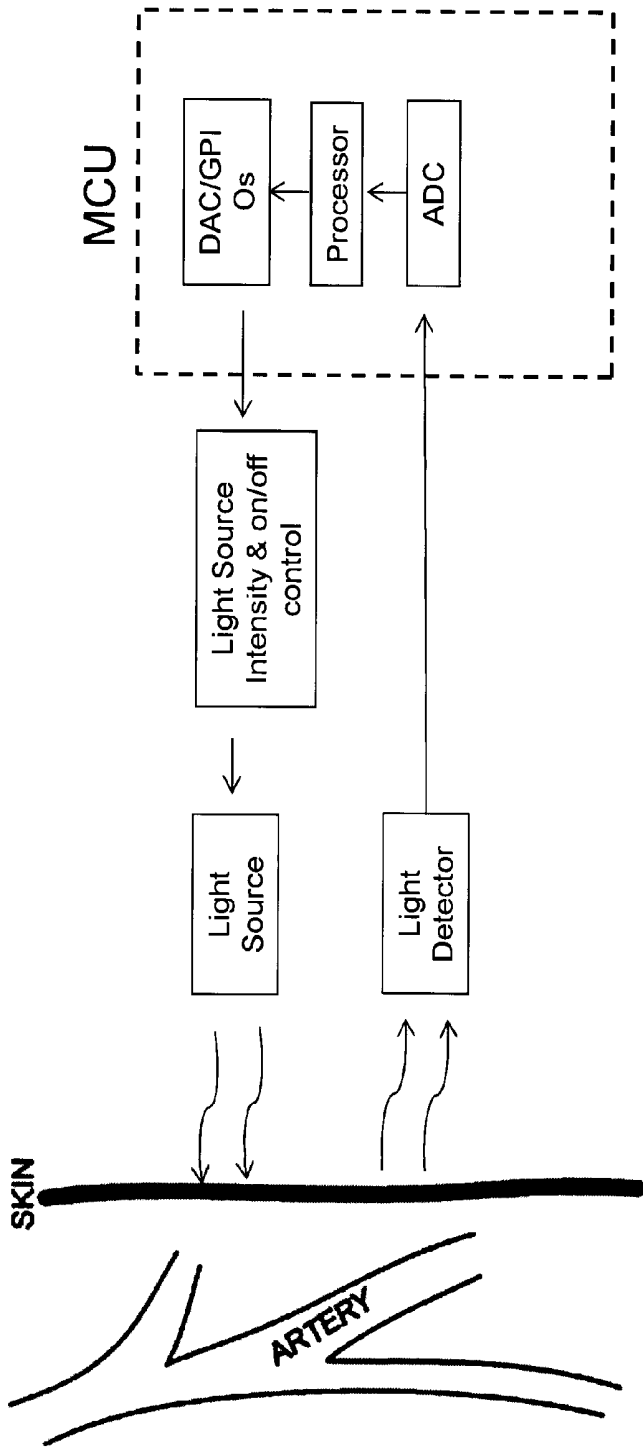 SKIN
ARTERY
Light
Source
Light
Detector
Light Source
Intensity & on/off
control
MCU
DAC/GPI
Os
Processor
ADC